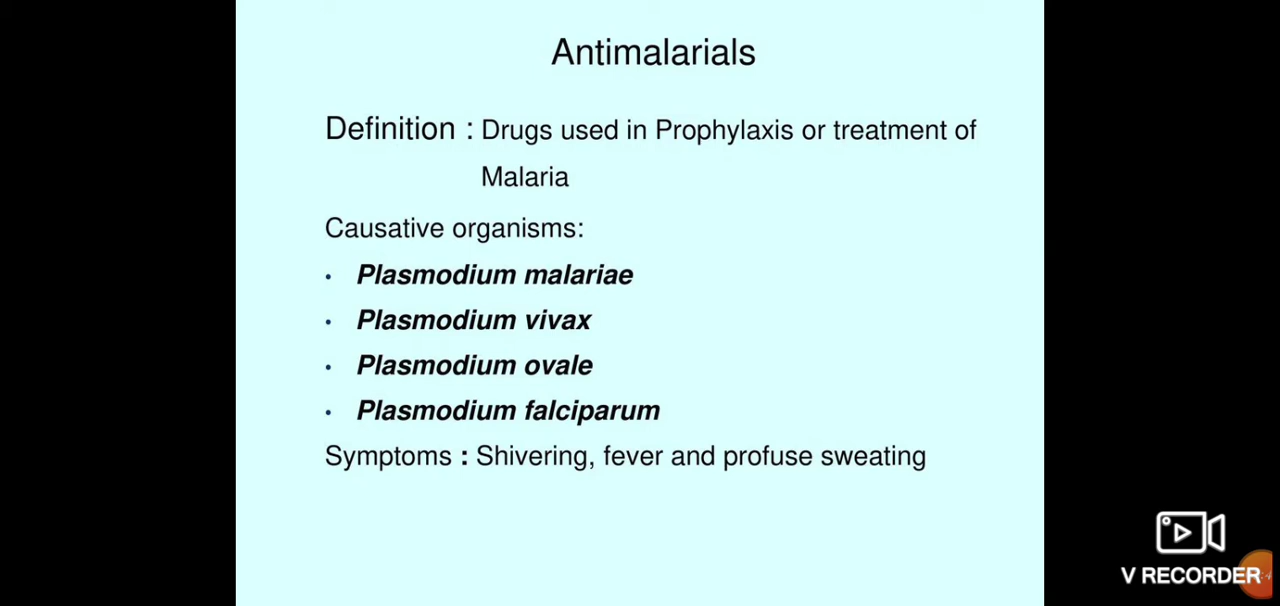 Antimalarials
Definition : Drugs used in Prophylaxis or treatment of
Malaria
Causative organisms:
• Plasmodium malariae
• Plasmodium vivax
• Plasmodium ovale
• Plasmodium falciparum
Symptoms : Shivering, fever and profuse sweating
V RECORDER